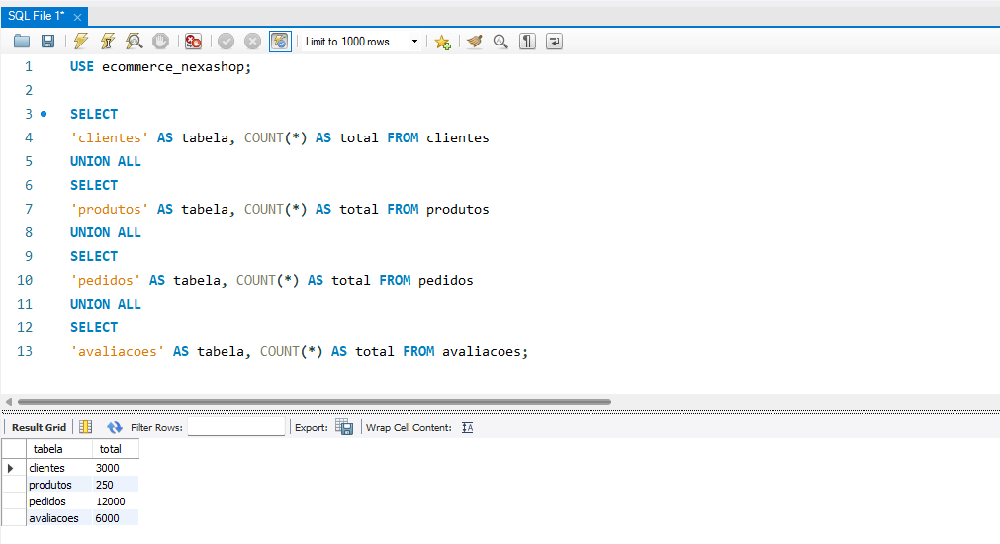 SQL File 1*
Limit to 1000 rows
1 USE ecommerce_nexashop;
2
3 SELECT
4 'clientes' AS tabela, COUNT(*) AS total FROM clientes
5 UNION ALL
6 SELECT
7 'produtos' AS tabela, COUNT(*) AS total FROM produtos
8 UNION ALL
9 SELECT
10 'pedidos' AS tabela, COUNT(*) AS total FROM pedidos
11 UNION ALL
12 SELECT
13 'avaliacoes' AS tabela, COUNT(*) AS total FROM avaliacoes;
Result Grid Filter Rows: Export: Wrap Cell Content: IA
tabela total
clientes 3000
produtos 250
pedidos 12000
avaliacoes 6000